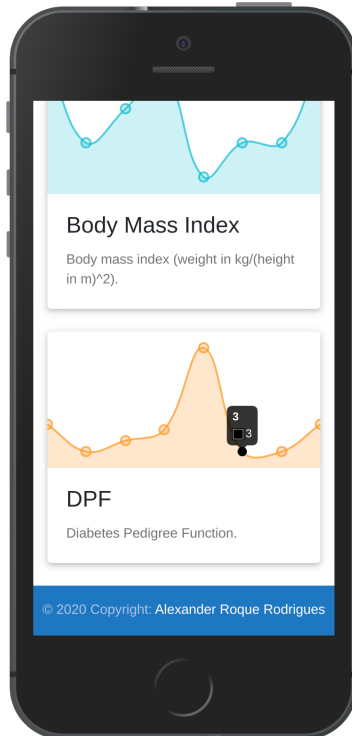 Body Mass Index
Body mass index (weight in kg/(height
in m)^2).
3
3
DPF
Diabetes Pedigree Function.
© 2020 Copyright: Alexander Roque Rodrigues